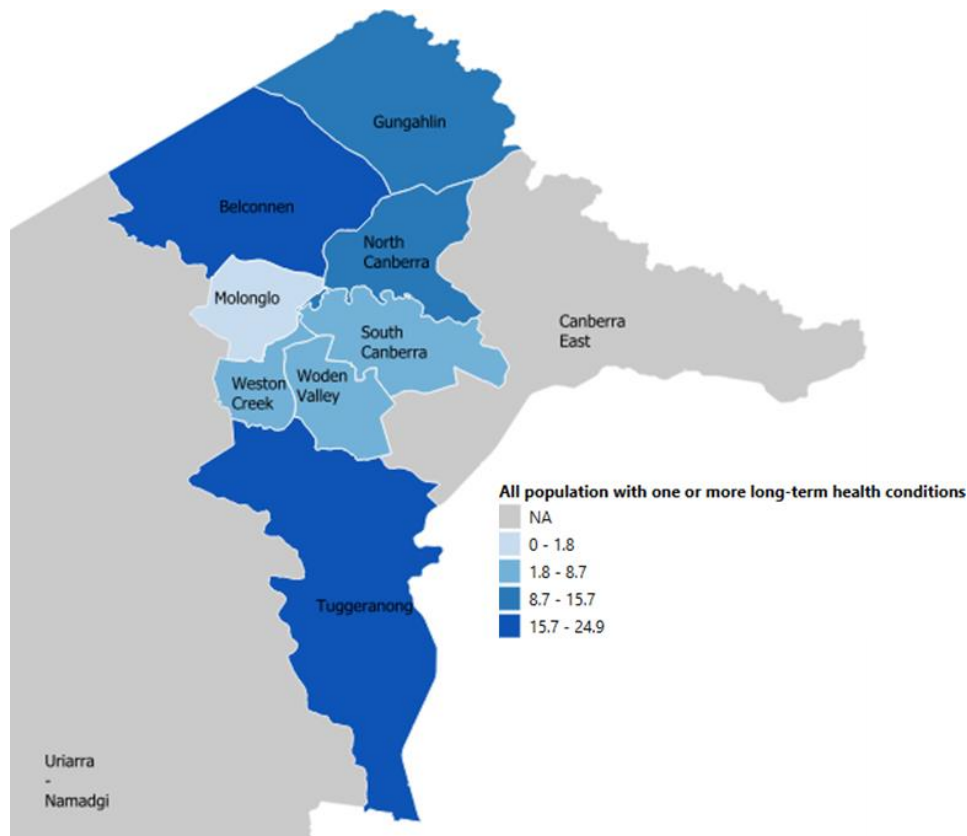 Gungahlin
Belconnen
North
Canberra
Molonglo
South
Canberra
Canberra
East
Weston
Creek
Woden
Valley
Tuggeranong
Uriarra
-
Namadgi
All population with one or more long-term health conditions
NA
0 - 1.8
1.8 - 8.7
8.7 - 15.7
15.7 - 24.9